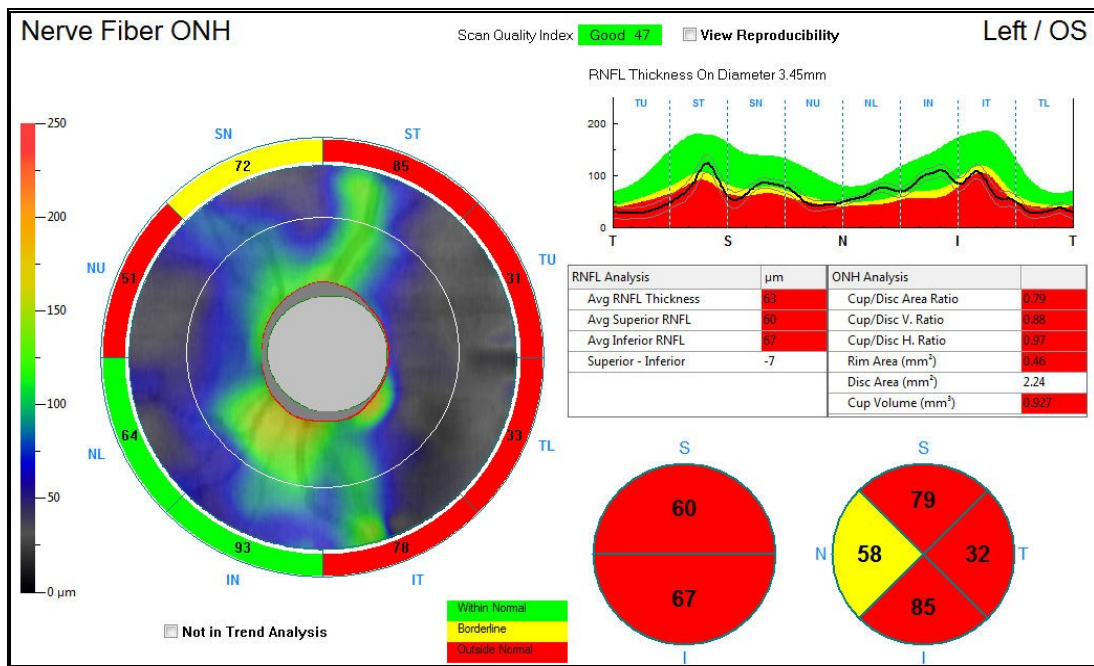 Nerve Fiber ONH
Scan Quality Index Good 47 View Reproducibility
Left / OS
250
200
150
100
50
0 µm
SN
ST
72
85
NU
51
31
TU
NL
64
33
TL
93
78
IN
IT
Not in Trend Analysis
Within Normal
Borderline
Outside Normal
RNFL Thickness On Diameter 3.45mm
TU ST SN NU NL IN IT TL
200
100
0
T S N I T
RNFL Analysis µm
Avg RNFL Thickness 63
Avg Superior RNFL 60
Avg Inferior RNFL 67
Superior - Inferior -7
ONH Analysis
Cup/Disc Area Ratio 0.79
Cup/Disc V. Ratio 0.88
Cup/Disc H. Ratio 0.97
Rim Area (mm²) 0.46
Disc Area (mm²) 2.24
Cup Volume (mm³) 0.927
S
60
67
I
S
79
N 58 32 T
85
I